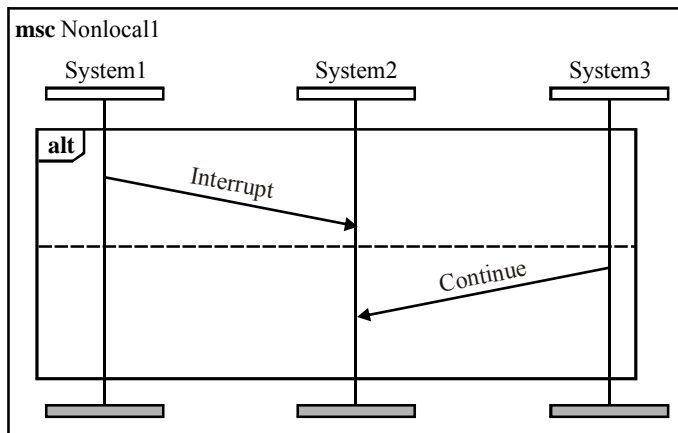 msc Nonlocal1
System1 System2 System3
alt
Interrupt
Continue